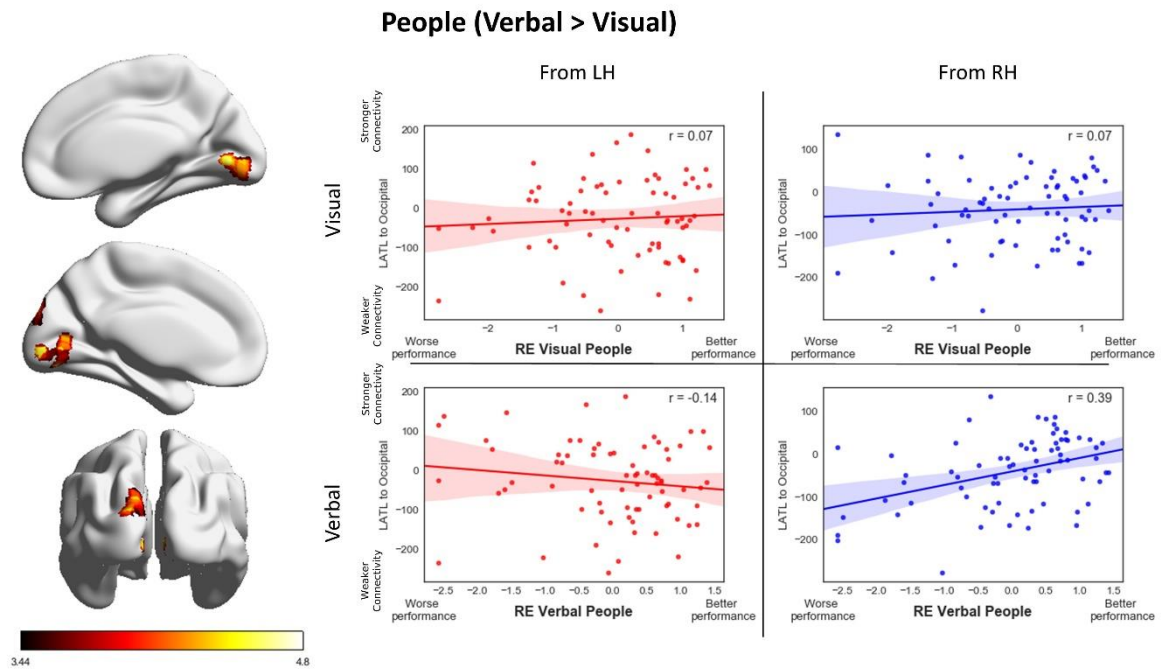 People (Verbal > Visual)
From LH
From RH
Visual
Stronger
Connectivity
Weaker
Connectivity
LATL to Occipital
200
100
0
−100
−200
r = 0.07
−2
−1
0
1
Worse
performance
RE Visual People
Better
performance
LATL to Occipital
100
0
−100
−200
r = 0.07
−2
−1
0
1
Worse
performance
RE Visual People
Better
performance
Verbal
Stronger
Connectivity
Weaker
Connectivity
LATL to Occipital
200
100
0
−100
−200
r = -0.14
−2.5
−2.0
−1.5
−1.0
−0.5
0.0
0.5
1.0
1.5
Worse
performance
RE Verbal People
Better
performance
LATL to Occipital
100
0
−100
−200
r = 0.39
−2.5
−2.0
−1.5
−1.0
−0.5
0.0
0.5
1.0
1.5
Worse
performance
RE Verbal People
Better
performance
3.44
4.8